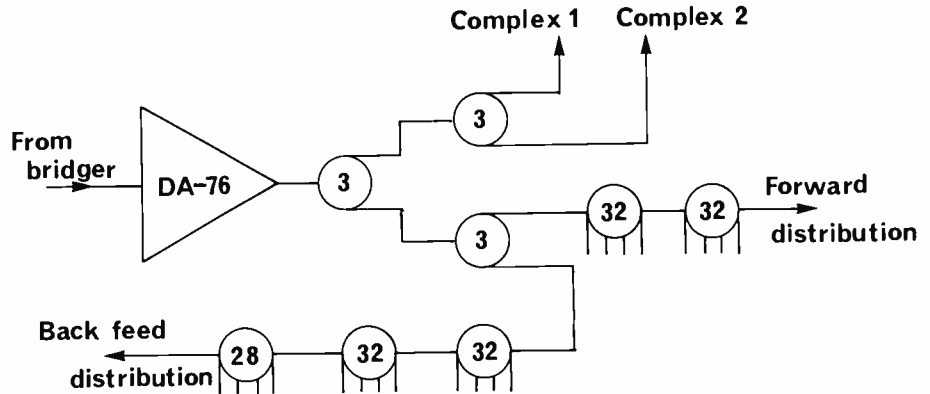 Complex 1
Complex 2
From
bridger
DA-76
3
3
3
32
32
Forward
distribution
Back feed
distribution
28
32
32